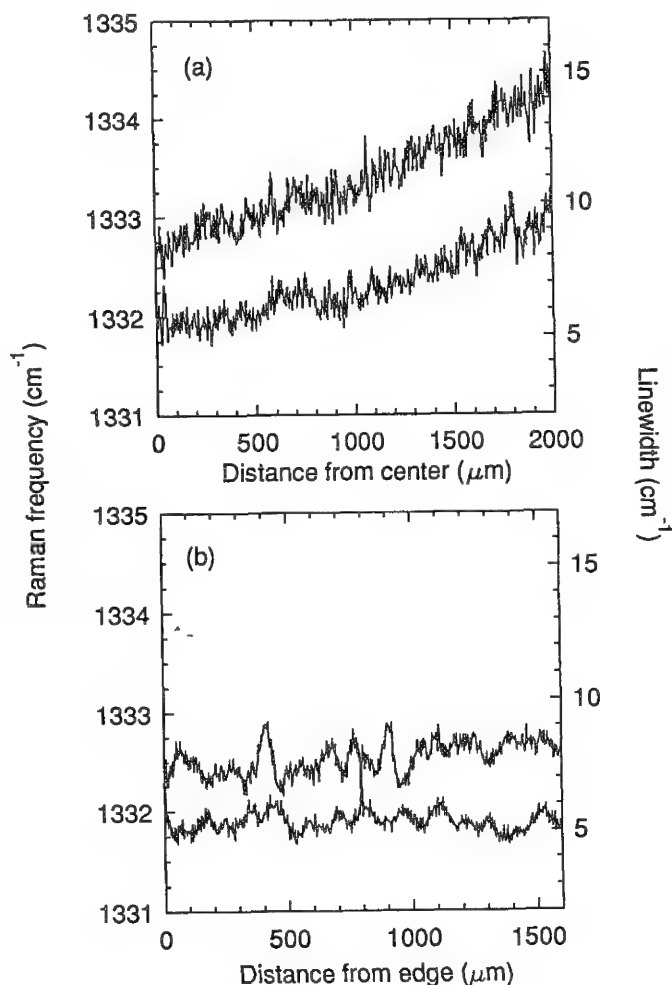 1335
(a)
15
1334
1333
10
1332
5
1331
0 500 1000 1500 2000
Distance from center (μm)
Raman frequency (cm⁻¹)
Linewidth (cm⁻¹)
1335
(b)
15
1334
10
1333
1332
5
1331
0 500 1000 1500
Distance from edge (μm)